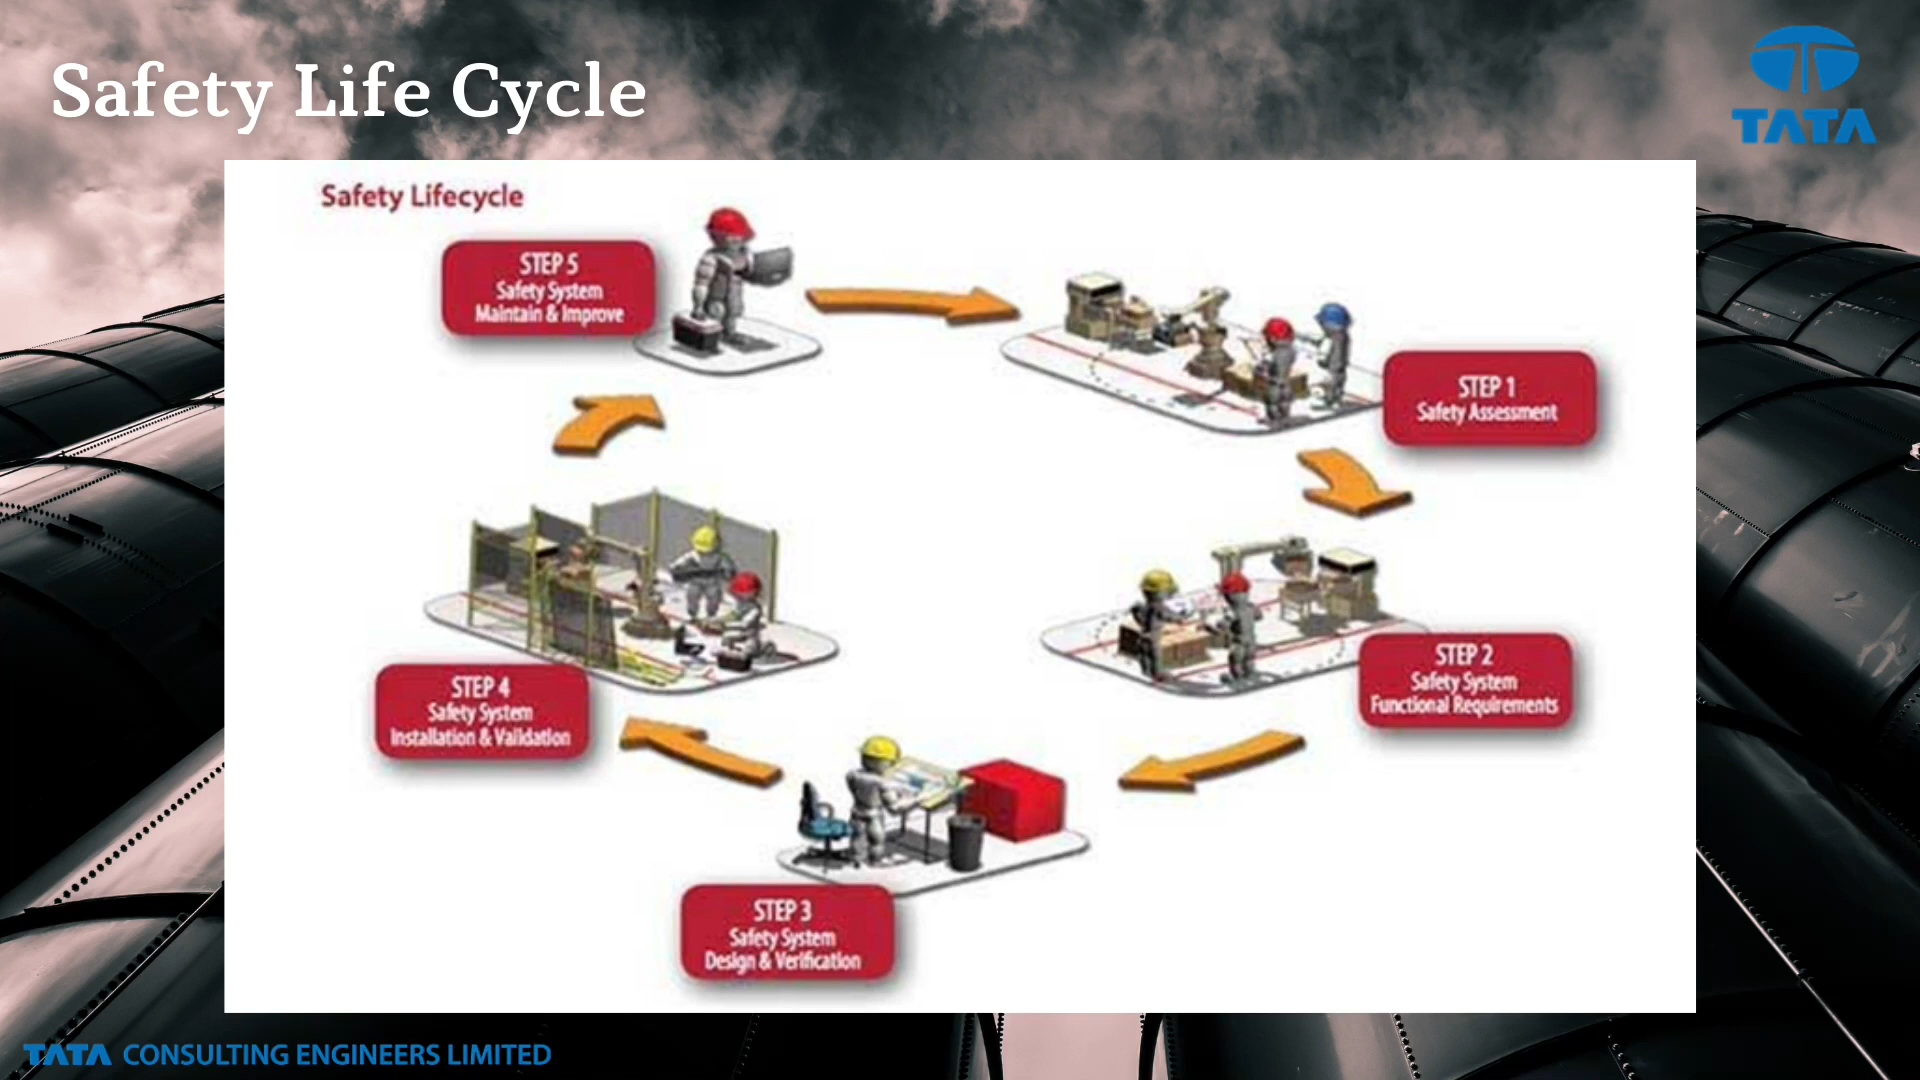 Safety Life Cycle
TATA
Safety Lifecycle
STEP 5
Safety System
Maintain & Improve
STEP 1
Safety Assessment
STEP 2
Safety System
Functional Requirements
STEP 4
Safety System
Installation & Validation
STEP 3
Safety System
Design & Verification
TATA CONSULTING ENGINEERS LIMITED